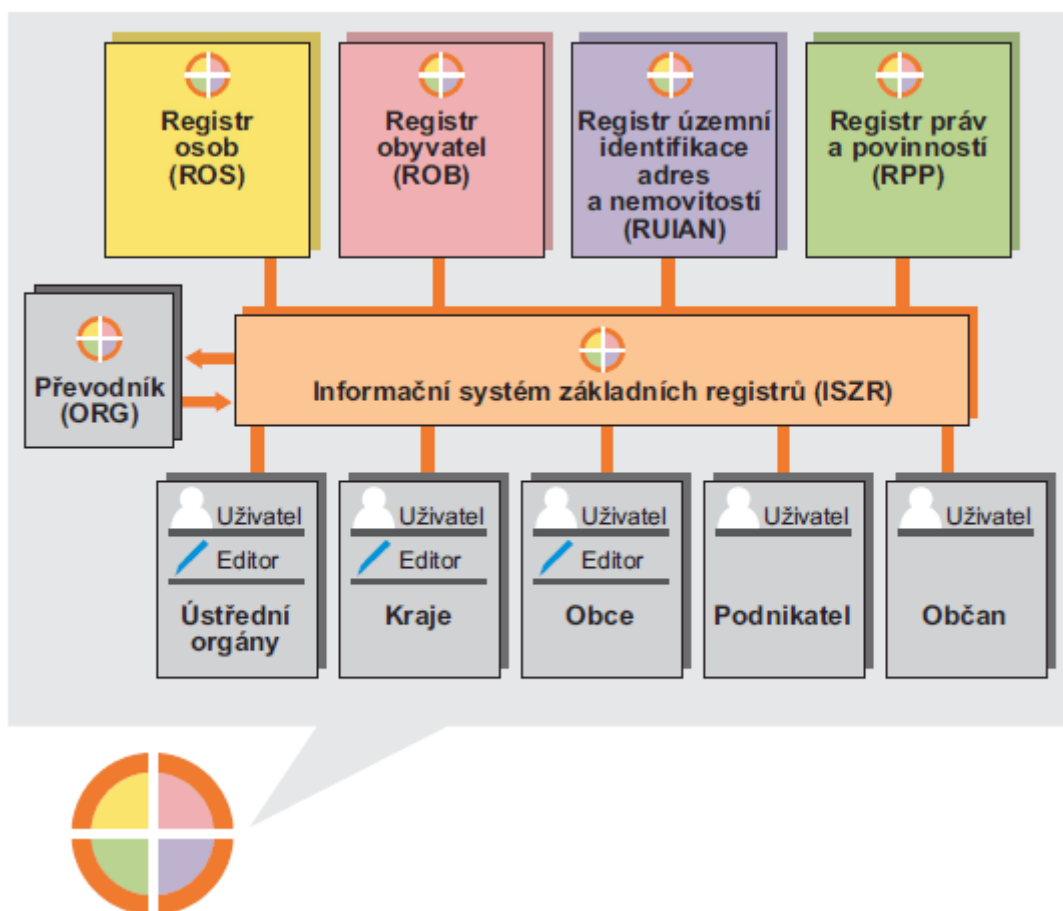 Registr
osob
(ROS)
Registr
obyvatel
(ROB)
Registr územní
identifikace
adres
a nemovitostí
(RUIAN)
Registr práv
a povinností
(RPP)
Převodník
(ORG)
Informační systém základních registrů (ISZR)
Uživatel
Editor
Ústřední
orgány
Uživatel
Editor
Kraje
Uživatel
Editor
Obce
Uživatel
Podnikatel
Uživatel
Občan